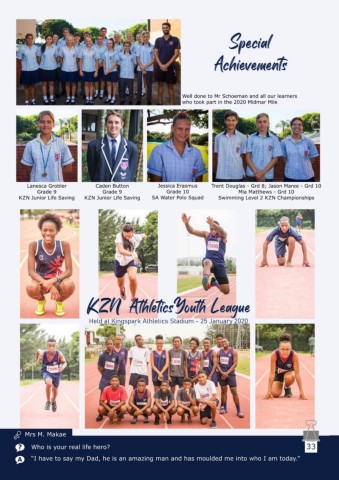 Special
Achievements
Well done to Mr Schoeman and all our learners
who took part in the 2020 Midmar Mile
Lanesca Grobler
Grade 9
KZN Junior Life Saving
Caden Button
Grade 9
KZN Junior Life Saving
Jessica Erasmus
Grade 10
SA Water Polo Squad
Trent Douglas - Grd 8; Jason Manee - Grd 10
Mia Matthews - Grd 10
Swimming Level 2 KZN Championships
KZN Athletics Youth League
Held at Kingspark Athletics Stadium - 25 January 2020
Mrs M. Makae
? Who is your real life hero?
A "I have to say my Dad, he is an amazing man and has moulded me into who I am today."
33